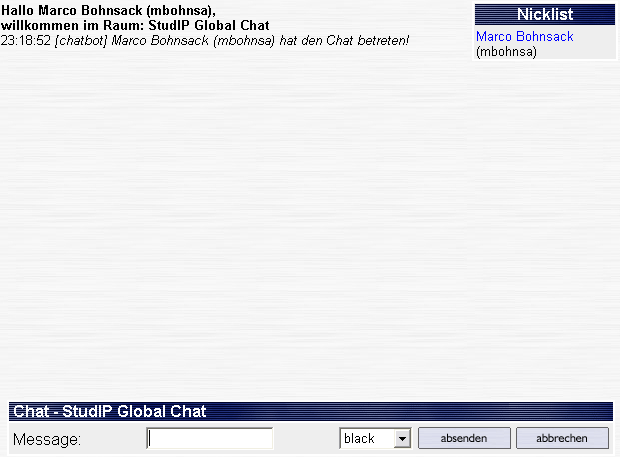 Hallo Marco Bohnsack (mbohnsa),
willkommen im Raum: StudIP Global Chat
23:18:52 [chatbot] Marco Bohnsack (mbohnsa) hat den Chat betreten!
Nicklist
Marco Bohnsack
(mbohnsa)
Chat - StudIP Global Chat
Message:
black
absenden
abbrechen